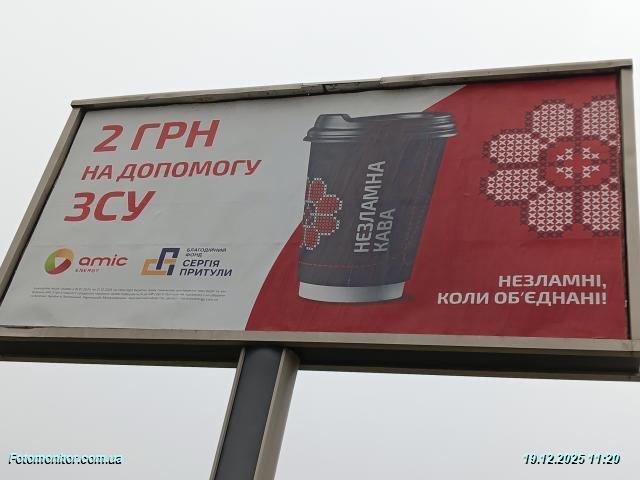 2 ГРН
НА ДОПОМОГУ
ЗСУ
amic
ENERGY
БЛАГОДІЙНИЙ
ФОНД
СЕРГІЯ
ПРИТУЛИ
НЕЗЛАМНА
КАВА
НЕЗЛАМНІ,
КОЛИ ОБ'ЄДНАНІ!
Fotomonitor.com.ua
19.12.2025 11:20